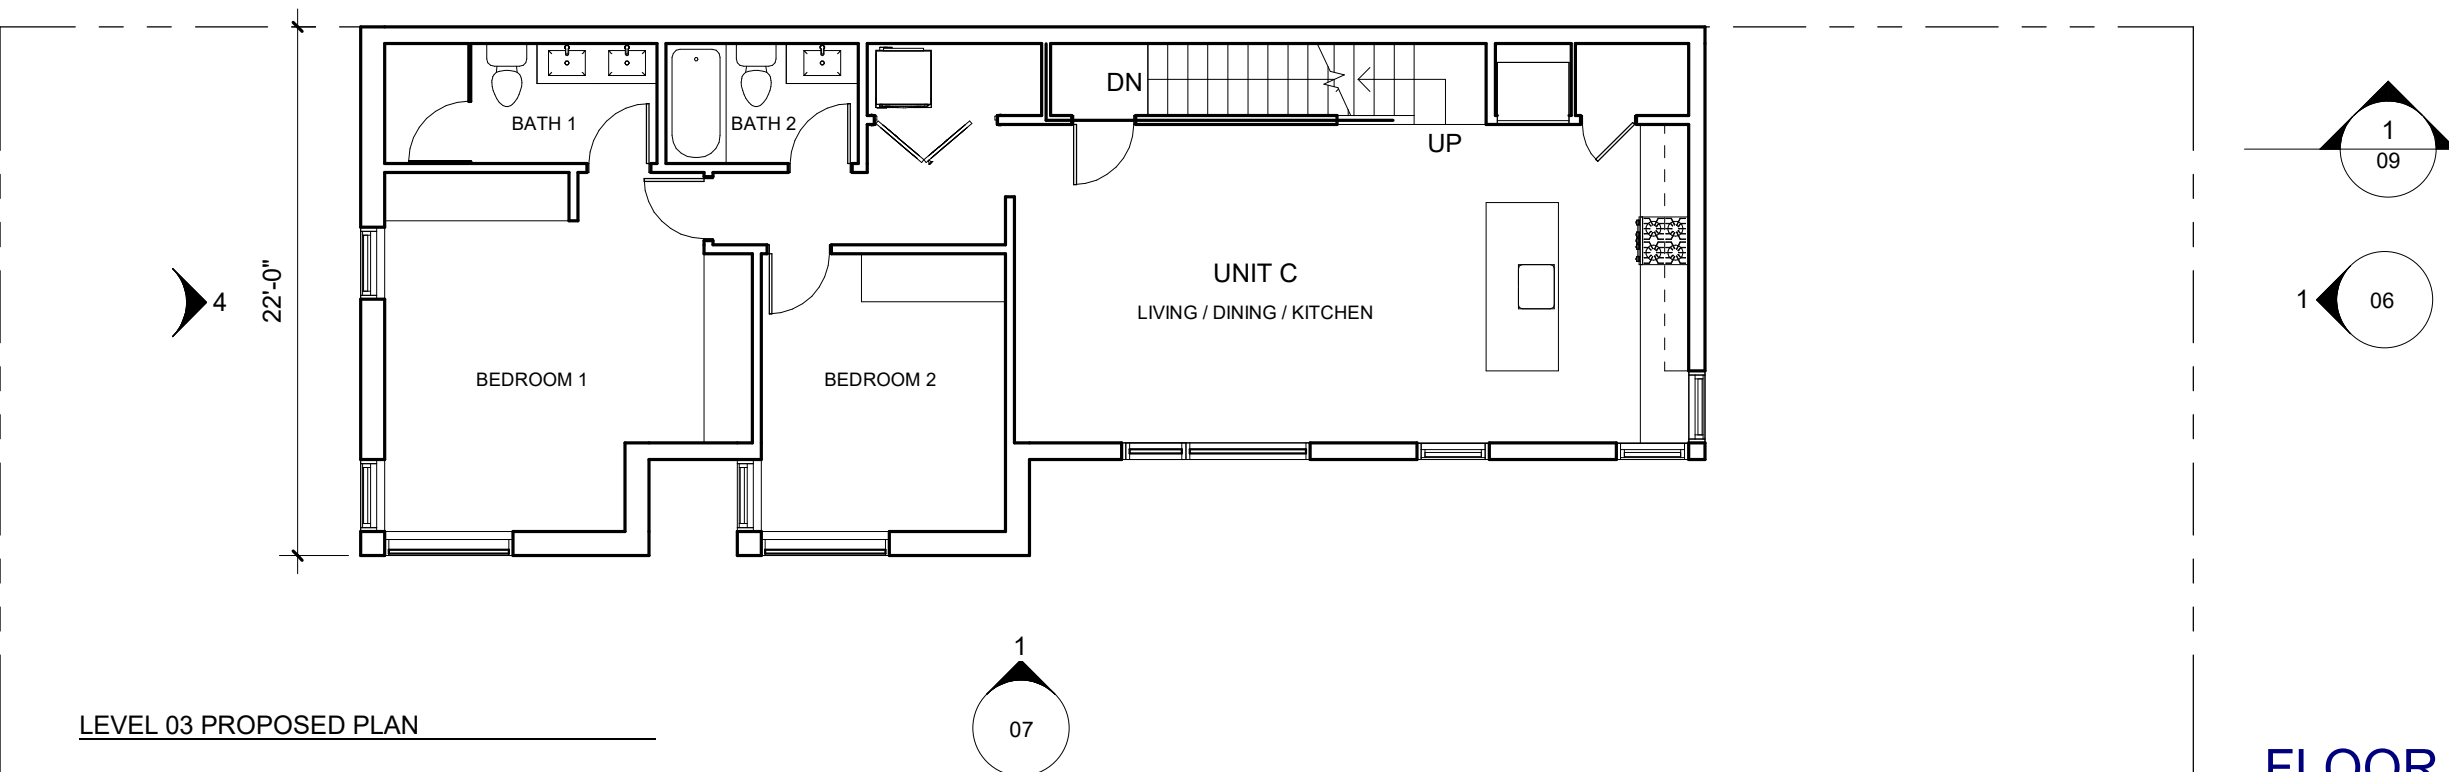 DN
BATH 1
BATH 2
UP
1
09
22'-0"
4
UNIT C
LIVING / DINING / KITCHEN
1
06
BEDROOM 1
BEDROOM 2
1
07
LEVEL 03 PROPOSED PLAN
FLOOR